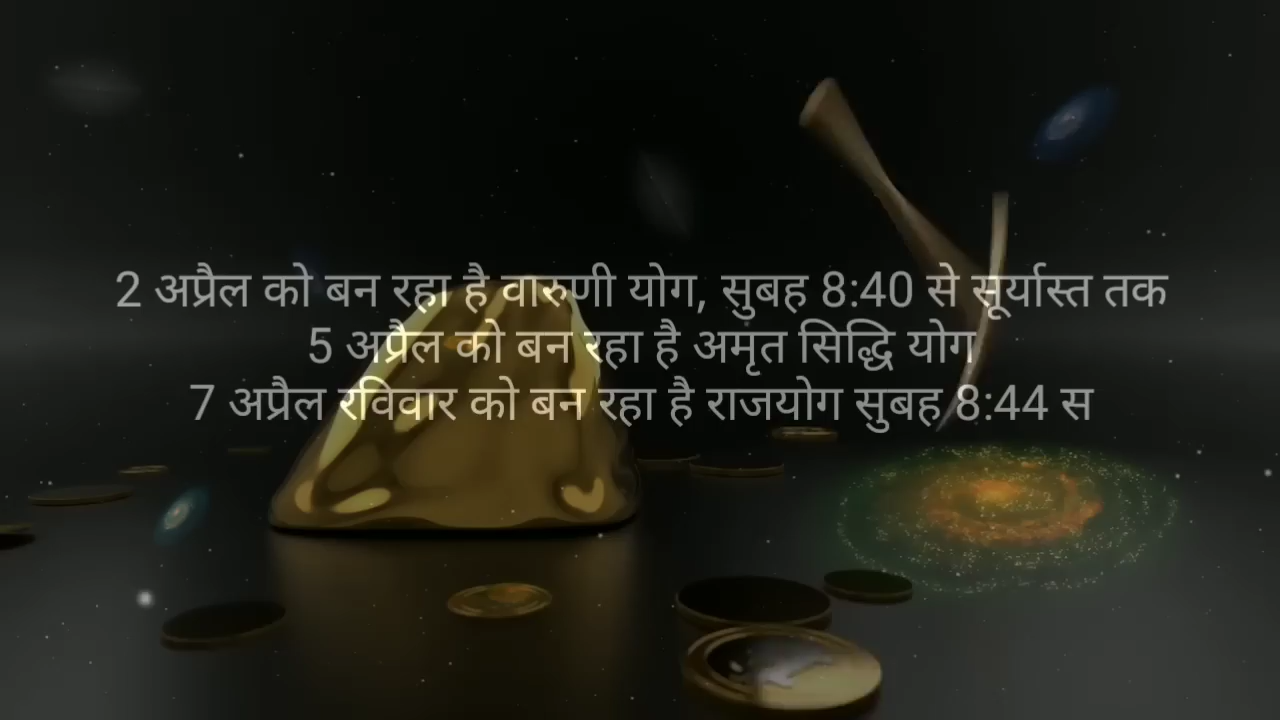 2 अप्रैल को बन रहा है वारुणी योग, सुबह 8:40 से सूर्यास्त तक
5 अप्रैल को बन रहा है अमृत सिद्धि योग
7 अप्रैल रविवार को बन रहा है राजयोग सुबह 8:44 स